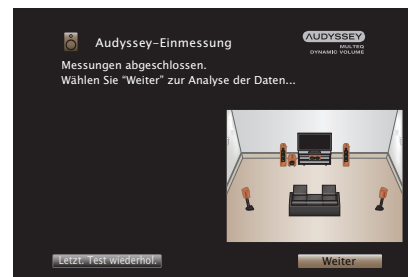 Audyssey-Einmessung
AUDYSSEY
MULTEQ
DYNAMIC VOLUME
Messungen abgeschlossen.
Wählen Sie “Weiter” zur Analyse der Daten...
Letzt. Test wiederhol.
Weiter